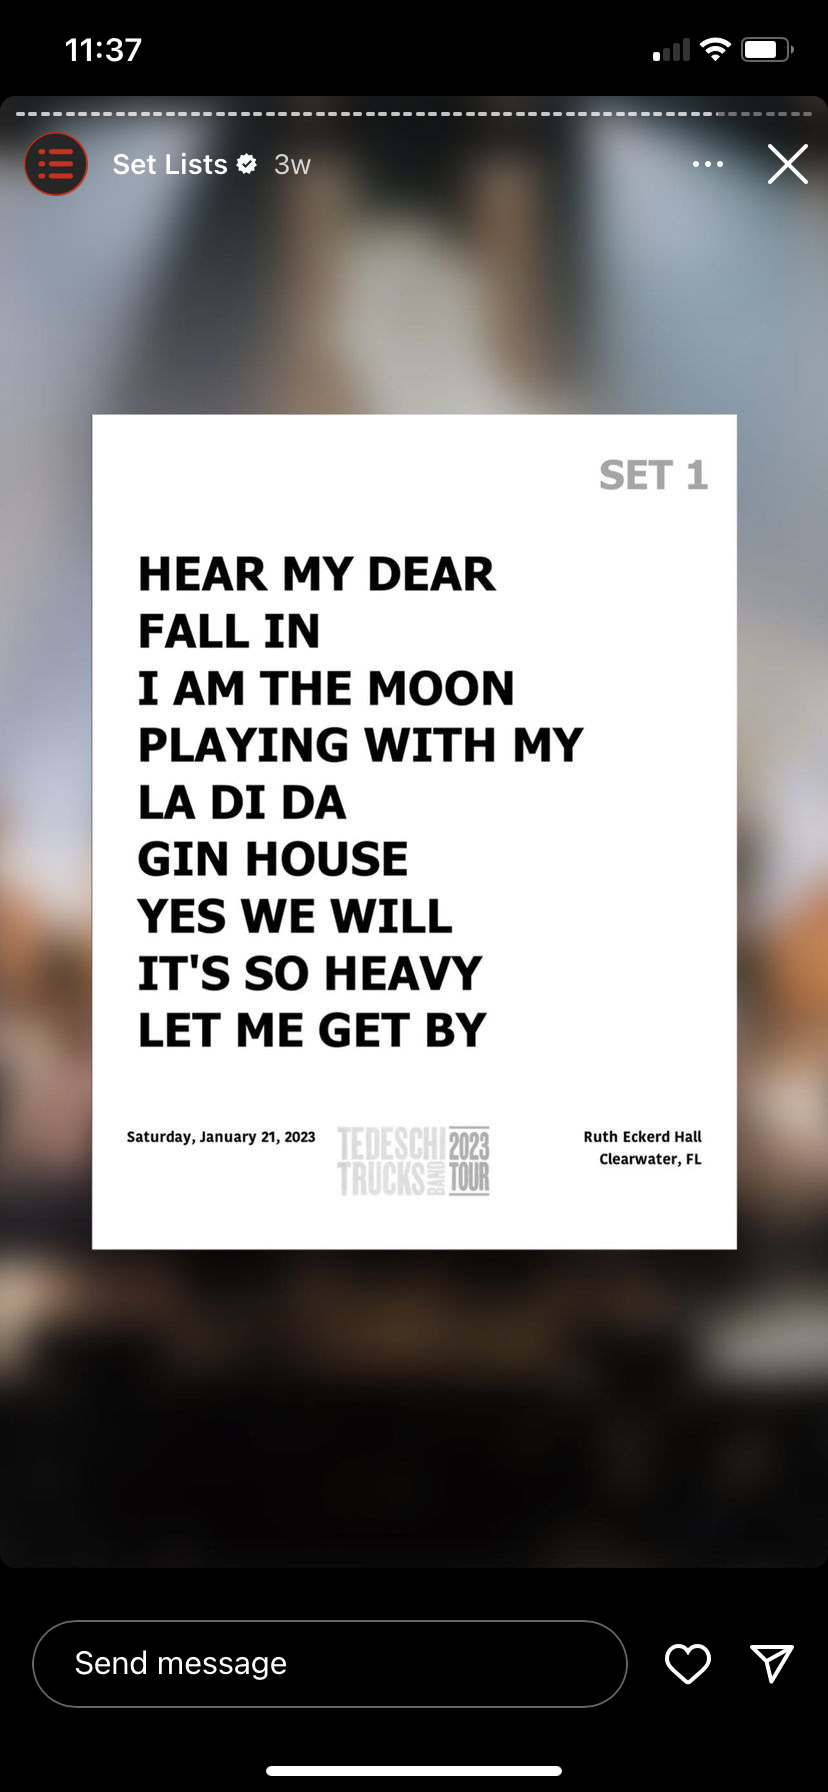 11:37
Set Lists 3w
SET 1
HEAR MY DEAR
FALL IN
I AM THE MOON
PLAYING WITH MY
LA DI DA
GIN HOUSE
YES WE WILL
IT'S SO HEAVY
LET ME GET BY
Saturday, January 21, 2023
TEDESCHI
TRUCKS BAND
2023
TOUR
Ruth Eckerd Hall
Clearwater, FL
Send message